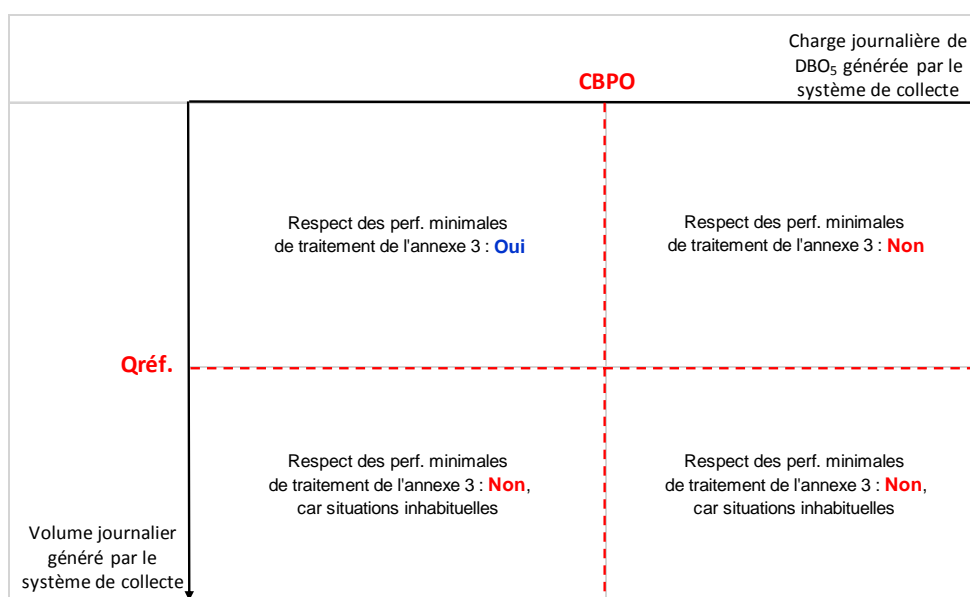 Charge journalière de
DBO₅ générée par le
système de collecte
CBPO
Respect des perf. minimales
de traitement de l'annexe 3 : Oui
Respect des perf. minimales
de traitement de l'annexe 3 : Non
Qréf.
Respect des perf. minimales
de traitement de l'annexe 3 : Non,
car situations inhabituelles
Respect des perf. minimales
de traitement de l'annexe 3 : Non,
car situations inhabituelles
Volume journalier
généré par le
système de collecte